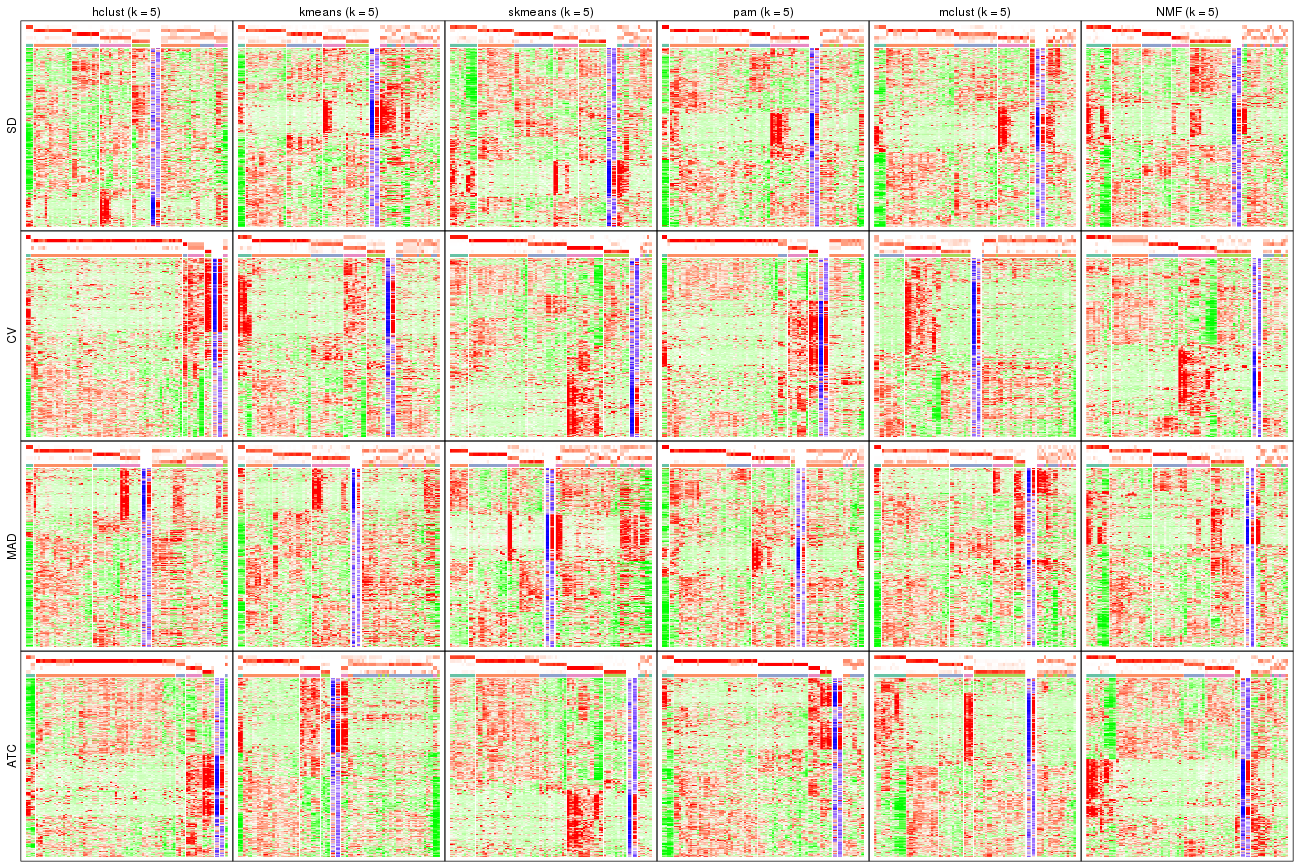 hclust (k = 5) kmeans (k = 5) skmeans (k = 5) pam (k = 5) mclust (k = 5) NMF (k = 5)
SD
CV
MAD
ATC